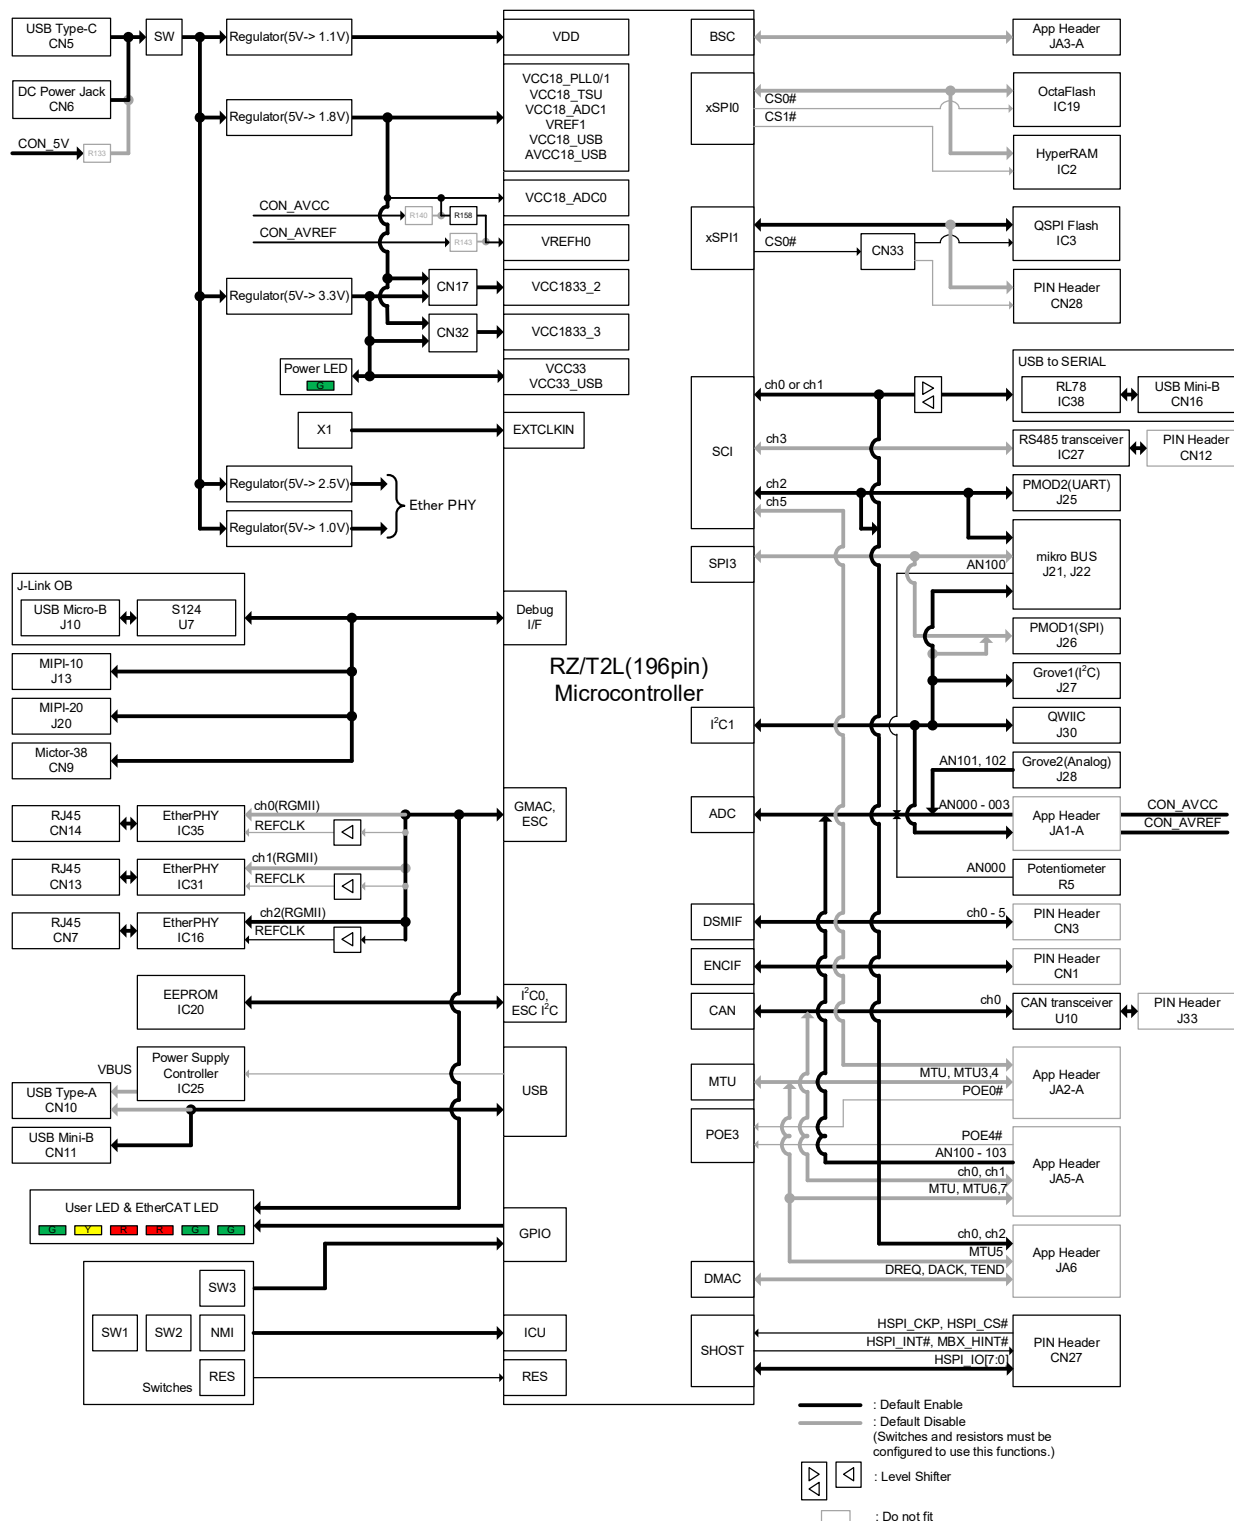 USB Type-C
CN5
SW
Regulator(5V-> 1.1V)
VDD
DC Power Jack
CN6
CON_5V
R133
Regulator(5V-> 1.8V)
VCC18_PLL0/1
VCC18_TSU
VCC18_ADC1
VREF1
VCC18_USB
AVCC18_USB
CON_AVCC
R140
R158
VCC18_ADC0
CON_AVREF
R143
VREFH0
Regulator(5V-> 3.3V)
CN17
VCC1833_2
CN32
VCC1833_3
Power LED
G
VCC33
VCC33_USB
X1
EXTCLKIN
Regulator(5V-> 2.5V)
Regulator(5V-> 1.0V)
Ether PHY
J-Link OB
USB Micro-B
J10
S124
U7
Debug
I/F
MIPI-10
J13
MIPI-20
J20
Mictor-38
CN9
RZ/T2L(196pin)
Microcontroller
RJ45
CN14
EtherPHY
IC35
ch0(RGMII)
REFCLK
GMAC,
ESC
RJ45
CN13
EtherPHY
IC31
ch1(RGMII)
REFCLK
RJ45
CN7
EtherPHY
IC16
ch2(RGMII)
REFCLK
EEPROM
IC20
I²C0,
ESC I²C
VBUS
Power Supply
Controller
IC25
USB Type-A
CN10
USB Mini-B
CN11
USB
User LED & EtherCAT LED
G Y R R G G
GPIO
SW3
SW1
SW2
NMI
ICU
Switches
RES
RES
BSC
App Header
JA3-A
xSPI0
CS0#
CS1#
OctaFlash
IC19
HyperRAM
IC2
xSPI1
CS0#
CN33
QSPI Flash
IC3
PIN Header
CN28
SCI
ch0 or ch1
USB to SERIAL
RL78
IC38
USB Mini-B
CN16
ch3
RS485 transceiver
IC27
PIN Header
CN12
ch2
PMOD2(UART)
J25
ch5
SPI3
AN100
mikro BUS
J21, J22
PMOD1(SPI)
J26
Grove1(I²C)
J27
I²C1
QWIIC
J30
AN101, 102
Grove2(Analog)
J28
ADC
AN000 - 003
App Header
JA1-A
CON_AVCC
CON_AVREF
AN000
Potentiometer
R5
DSMIF
ch0 - 5
PIN Header
CN3
ENCIF
PIN Header
CN1
CAN
ch0
CAN transceiver
U10
PIN Header
J33
MTU
MTU, MTU3,4
POE0#
App Header
JA2-A
POE3
POE4#
AN100 - 103
ch0, ch1
MTU, MTU6,7
App Header
JA5-A
ch0, ch2
MTU5
DREQ, DACK, TEND
App Header
JA6
DMAC
SHOST
HSPI_CKP, HSPI_CS#
HSPI_INT#, MBX_HINT#
HSPI_IO[7:0]
PIN Header
CN27
: Default Enable
: Default Disable
(Switches and resistors must be
configured to use this functions.)
: Level Shifter
: Do not fit